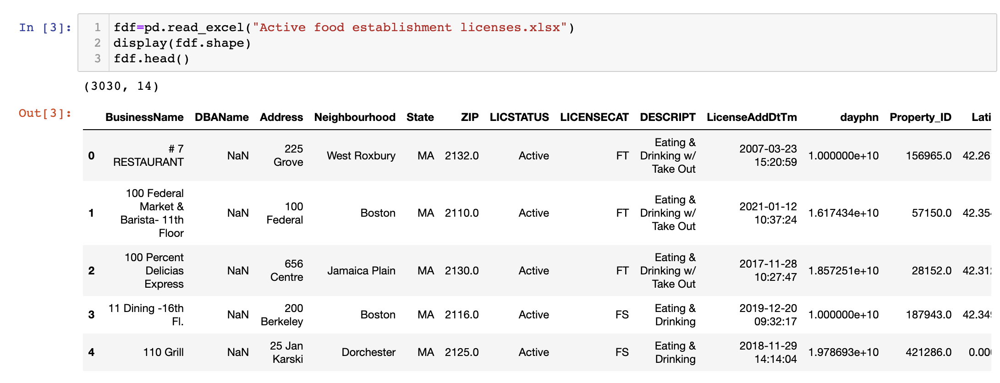 In [3]:
1 fdf=pd.read_excel("Active food establishment licenses.xlsx")
2 display(fdf.shape)
3 fdf.head()
(3030, 14)
Out[3]:
BusinessName DBAName Address Neighbourhood State ZIP LICSTATUS LICENSECAT DESCRIPT LicenseAddDtTm dayphn Property_ID Lati
0 # 7 RESTAURANT NaN 225 Grove West Roxbury MA 2132.0 Active FT Eating & Drinking w/ Take Out 2007-03-23 15:20:59 1.000000e+10 156965.0 42.26
1 100 Federal Market & Barista- 11th Floor NaN 100 Federal Boston MA 2110.0 Active FT Eating & Drinking w/ Take Out 2021-01-12 10:37:24 1.617434e+10 57150.0 42.354
2 100 Percent Delicias Express NaN 656 Centre Jamaica Plain MA 2130.0 Active FT Eating & Drinking w/ Take Out 2017-11-28 10:27:47 1.857251e+10 28152.0 42.31
3 11 Dining -16th Fl. NaN 200 Berkeley Boston MA 2116.0 Active FS Eating & Drinking 2019-12-20 09:32:17 1.000000e+10 187943.0 42.349
4 110 Grill NaN 25 Jan Karski Dorchester MA 2125.0 Active FS Eating & Drinking 2018-11-29 14:14:04 1.978693e+10 421286.0 0.000